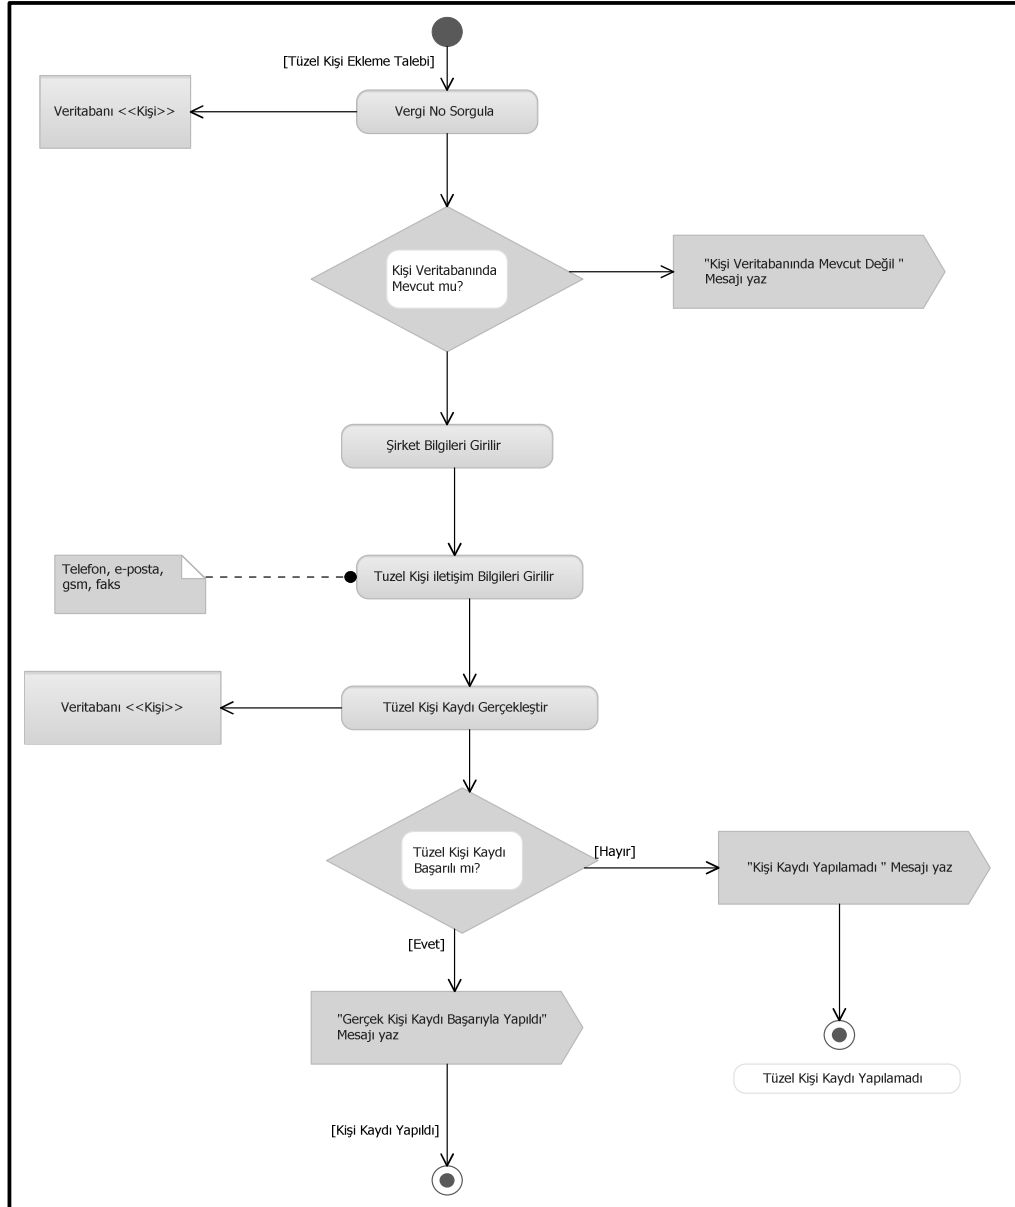 [Tüzel Kişi Ekleme Talebi]
Veritabanı <<Kişi>>
Vergi No Sorgula
Kişi Veritabanında
Mevcut mu?
"Kişi Veritabanında Mevcut Değil "
Mesajı yaz
Şirket Bilgileri Girilir
Telefon, e-posta,
gsm, faks
Tuzel Kişi iletişim Bilgileri Girilir
Veritabanı <<Kişi>>
Tüzel Kişi Kaydı Gerçekleştir
Tüzel Kişi Kaydı
Başarılı mı?
[Hayır]
"Kişi Kaydı Yapılamadı " Mesajı yaz
[Evet]
"Gerçek Kişi Kaydı Başarıyla Yapıldı"
Mesajı yaz
Tüzel Kişi Kaydı Yapılamadı
[Kişi Kaydı Yapıldı]